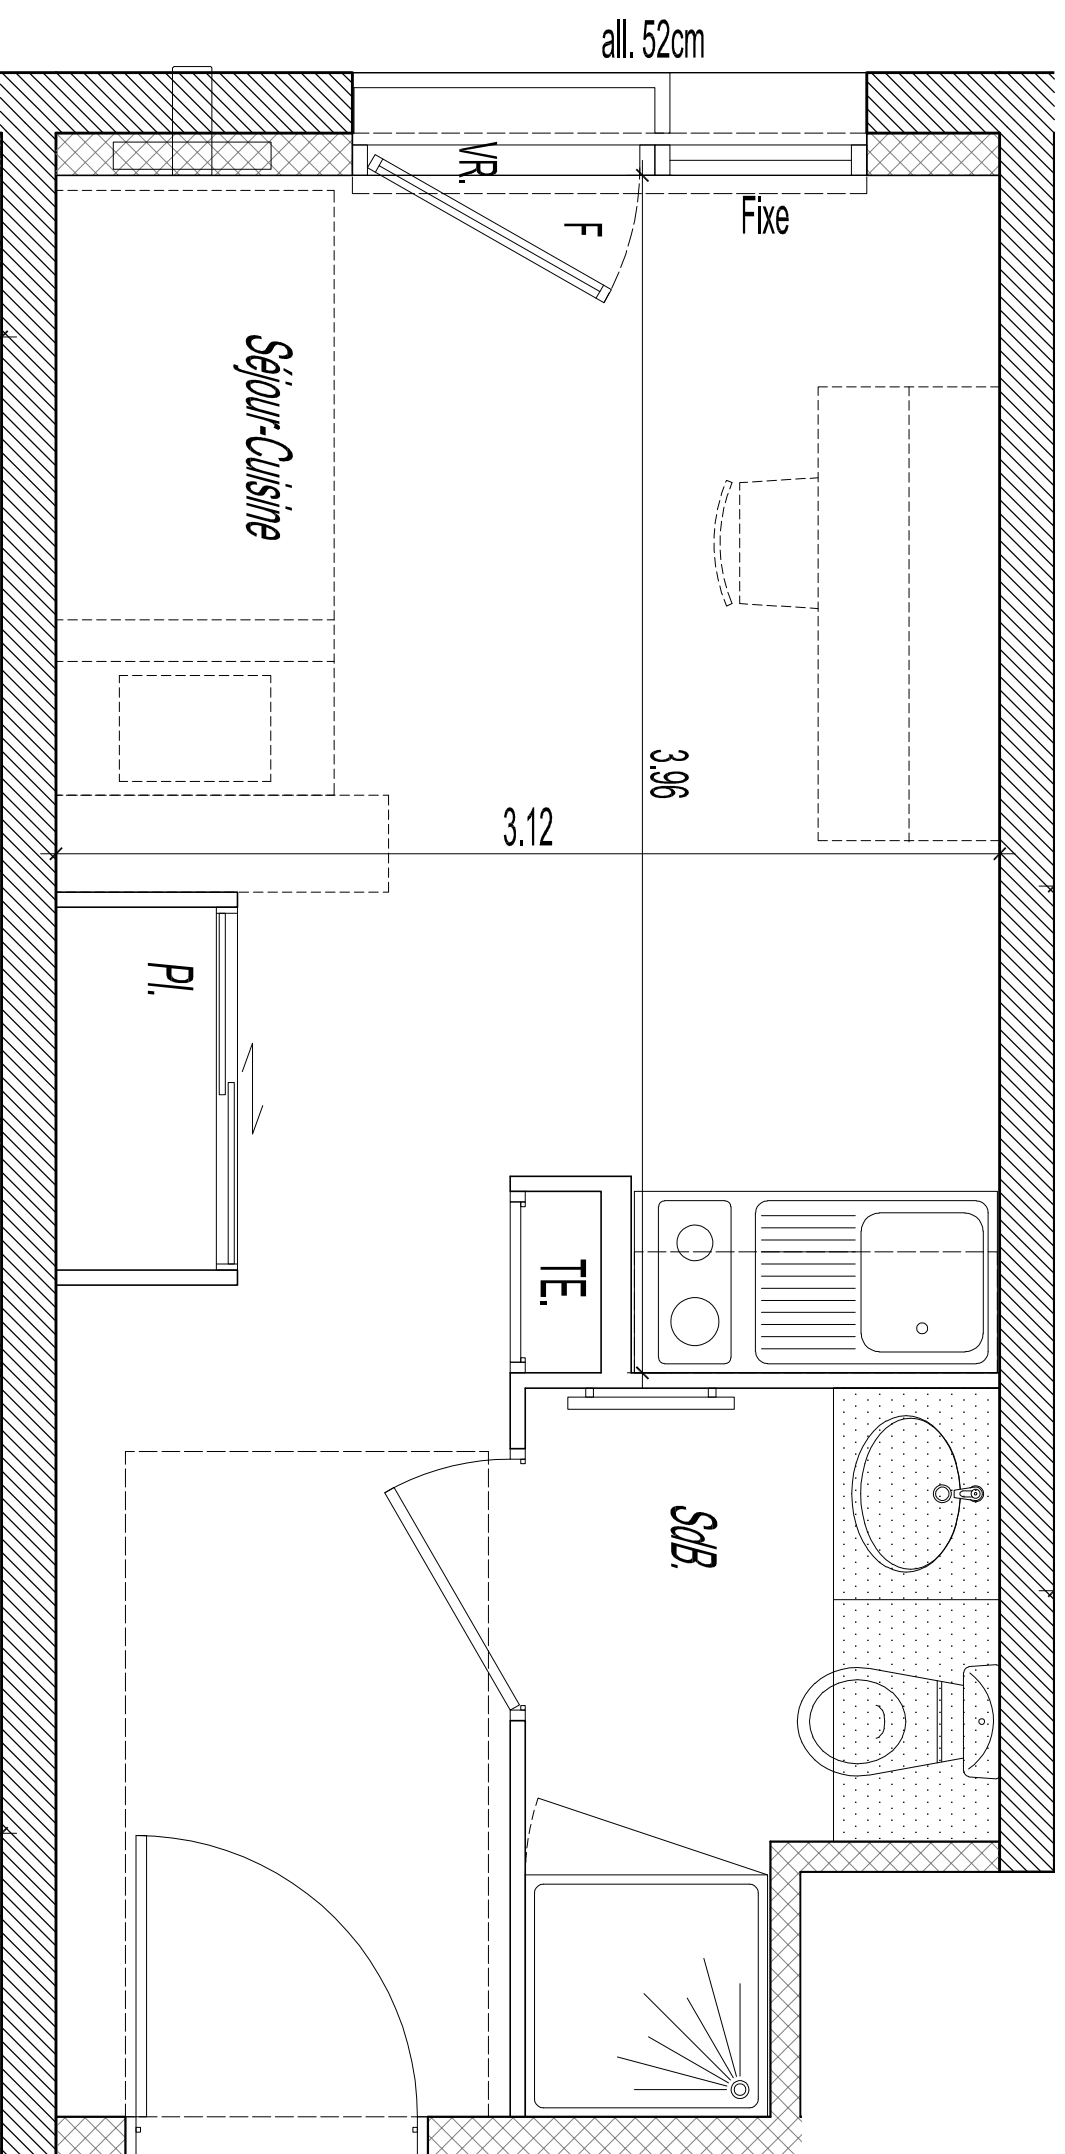 all. 52cm
VR.
F
Fixe
Séjour-Cuisine
3.96
3.12
Pl.
TE.
SdB.